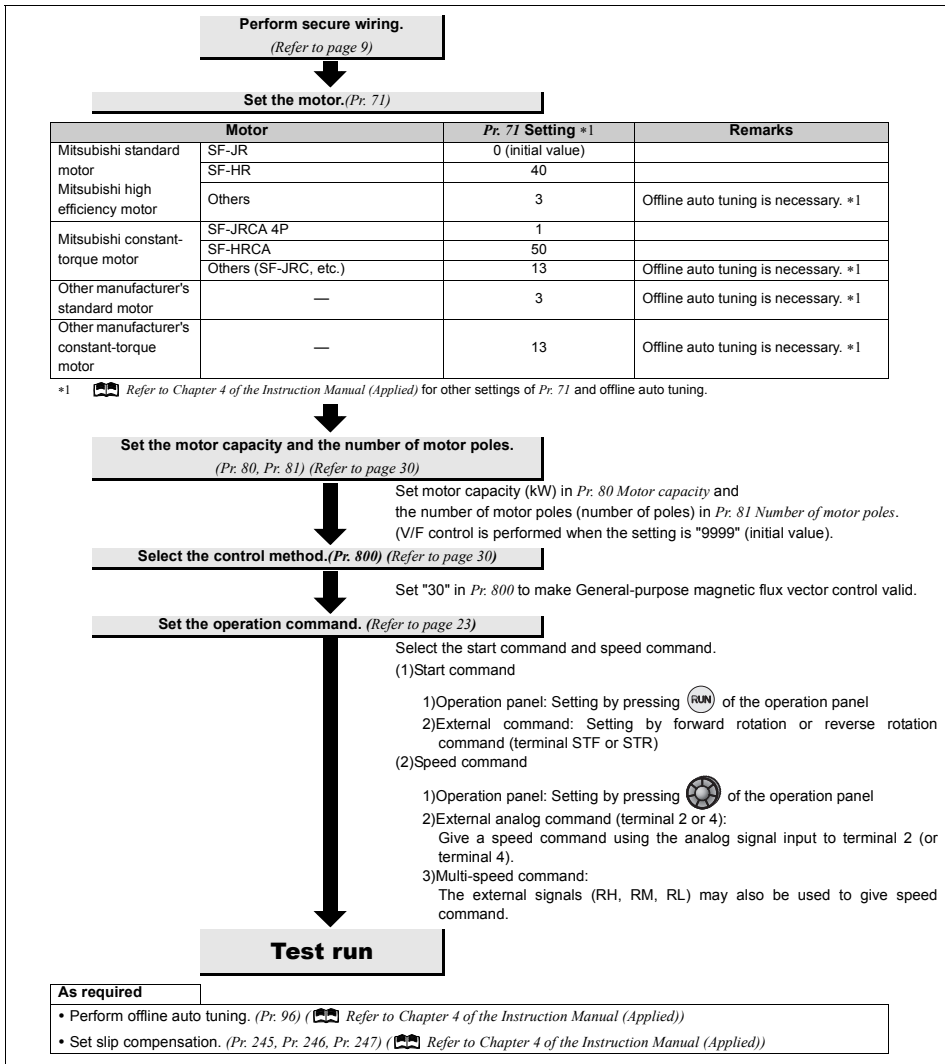 Perform secure wiring.
(Refer to page 9)
Set the motor.(Pr. 71)
Motor Pr. 71 Setting *1 Remarks
Mitsubishi standard motor
Mitsubishi high efficiency motor
SF-JR 0 (initial value)
SF-HR 40
Others 3 Offline auto tuning is necessary. *1
Mitsubishi constant-torque motor
SF-JRCA 4P 1
SF-HRCA 50
Others (SF-JRC, etc.) 13 Offline auto tuning is necessary. *1
Other manufacturer's standard motor — 3 Offline auto tuning is necessary. *1
Other manufacturer's constant-torque motor — 13 Offline auto tuning is necessary. *1
*1 Refer to Chapter 4 of the Instruction Manual (Applied) for other settings of Pr. 71 and offline auto tuning.
Set the motor capacity and the number of motor poles.
(Pr. 80, Pr. 81) (Refer to page 30)
Set motor capacity (kW) in Pr. 80 Motor capacity and
the number of motor poles (number of poles) in Pr. 81 Number of motor poles.
(V/F control is performed when the setting is "9999" (initial value).
Select the control method.(Pr. 800) (Refer to page 30)
Set "30" in Pr. 800 to make General-purpose magnetic flux vector control valid.
Set the operation command. (Refer to page 23)
Select the start command and speed command.
(1)Start command
1)Operation panel: Setting by pressing RUN of the operation panel
2)External command: Setting by forward rotation or reverse rotation
command (terminal STF or STR)
(2)Speed command
1)Operation panel: Setting by pressing of the operation panel
2)External analog command (terminal 2 or 4):
Give a speed command using the analog signal input to terminal 2 (or
terminal 4).
3)Multi-speed command:
The external signals (RH, RM, RL) may also be used to give speed
command.
Test run
As required
• Perform offline auto tuning. (Pr. 96) ( Refer to Chapter 4 of the Instruction Manual (Applied))
• Set slip compensation. (Pr. 245, Pr. 246, Pr. 247) ( Refer to Chapter 4 of the Instruction Manual (Applied))